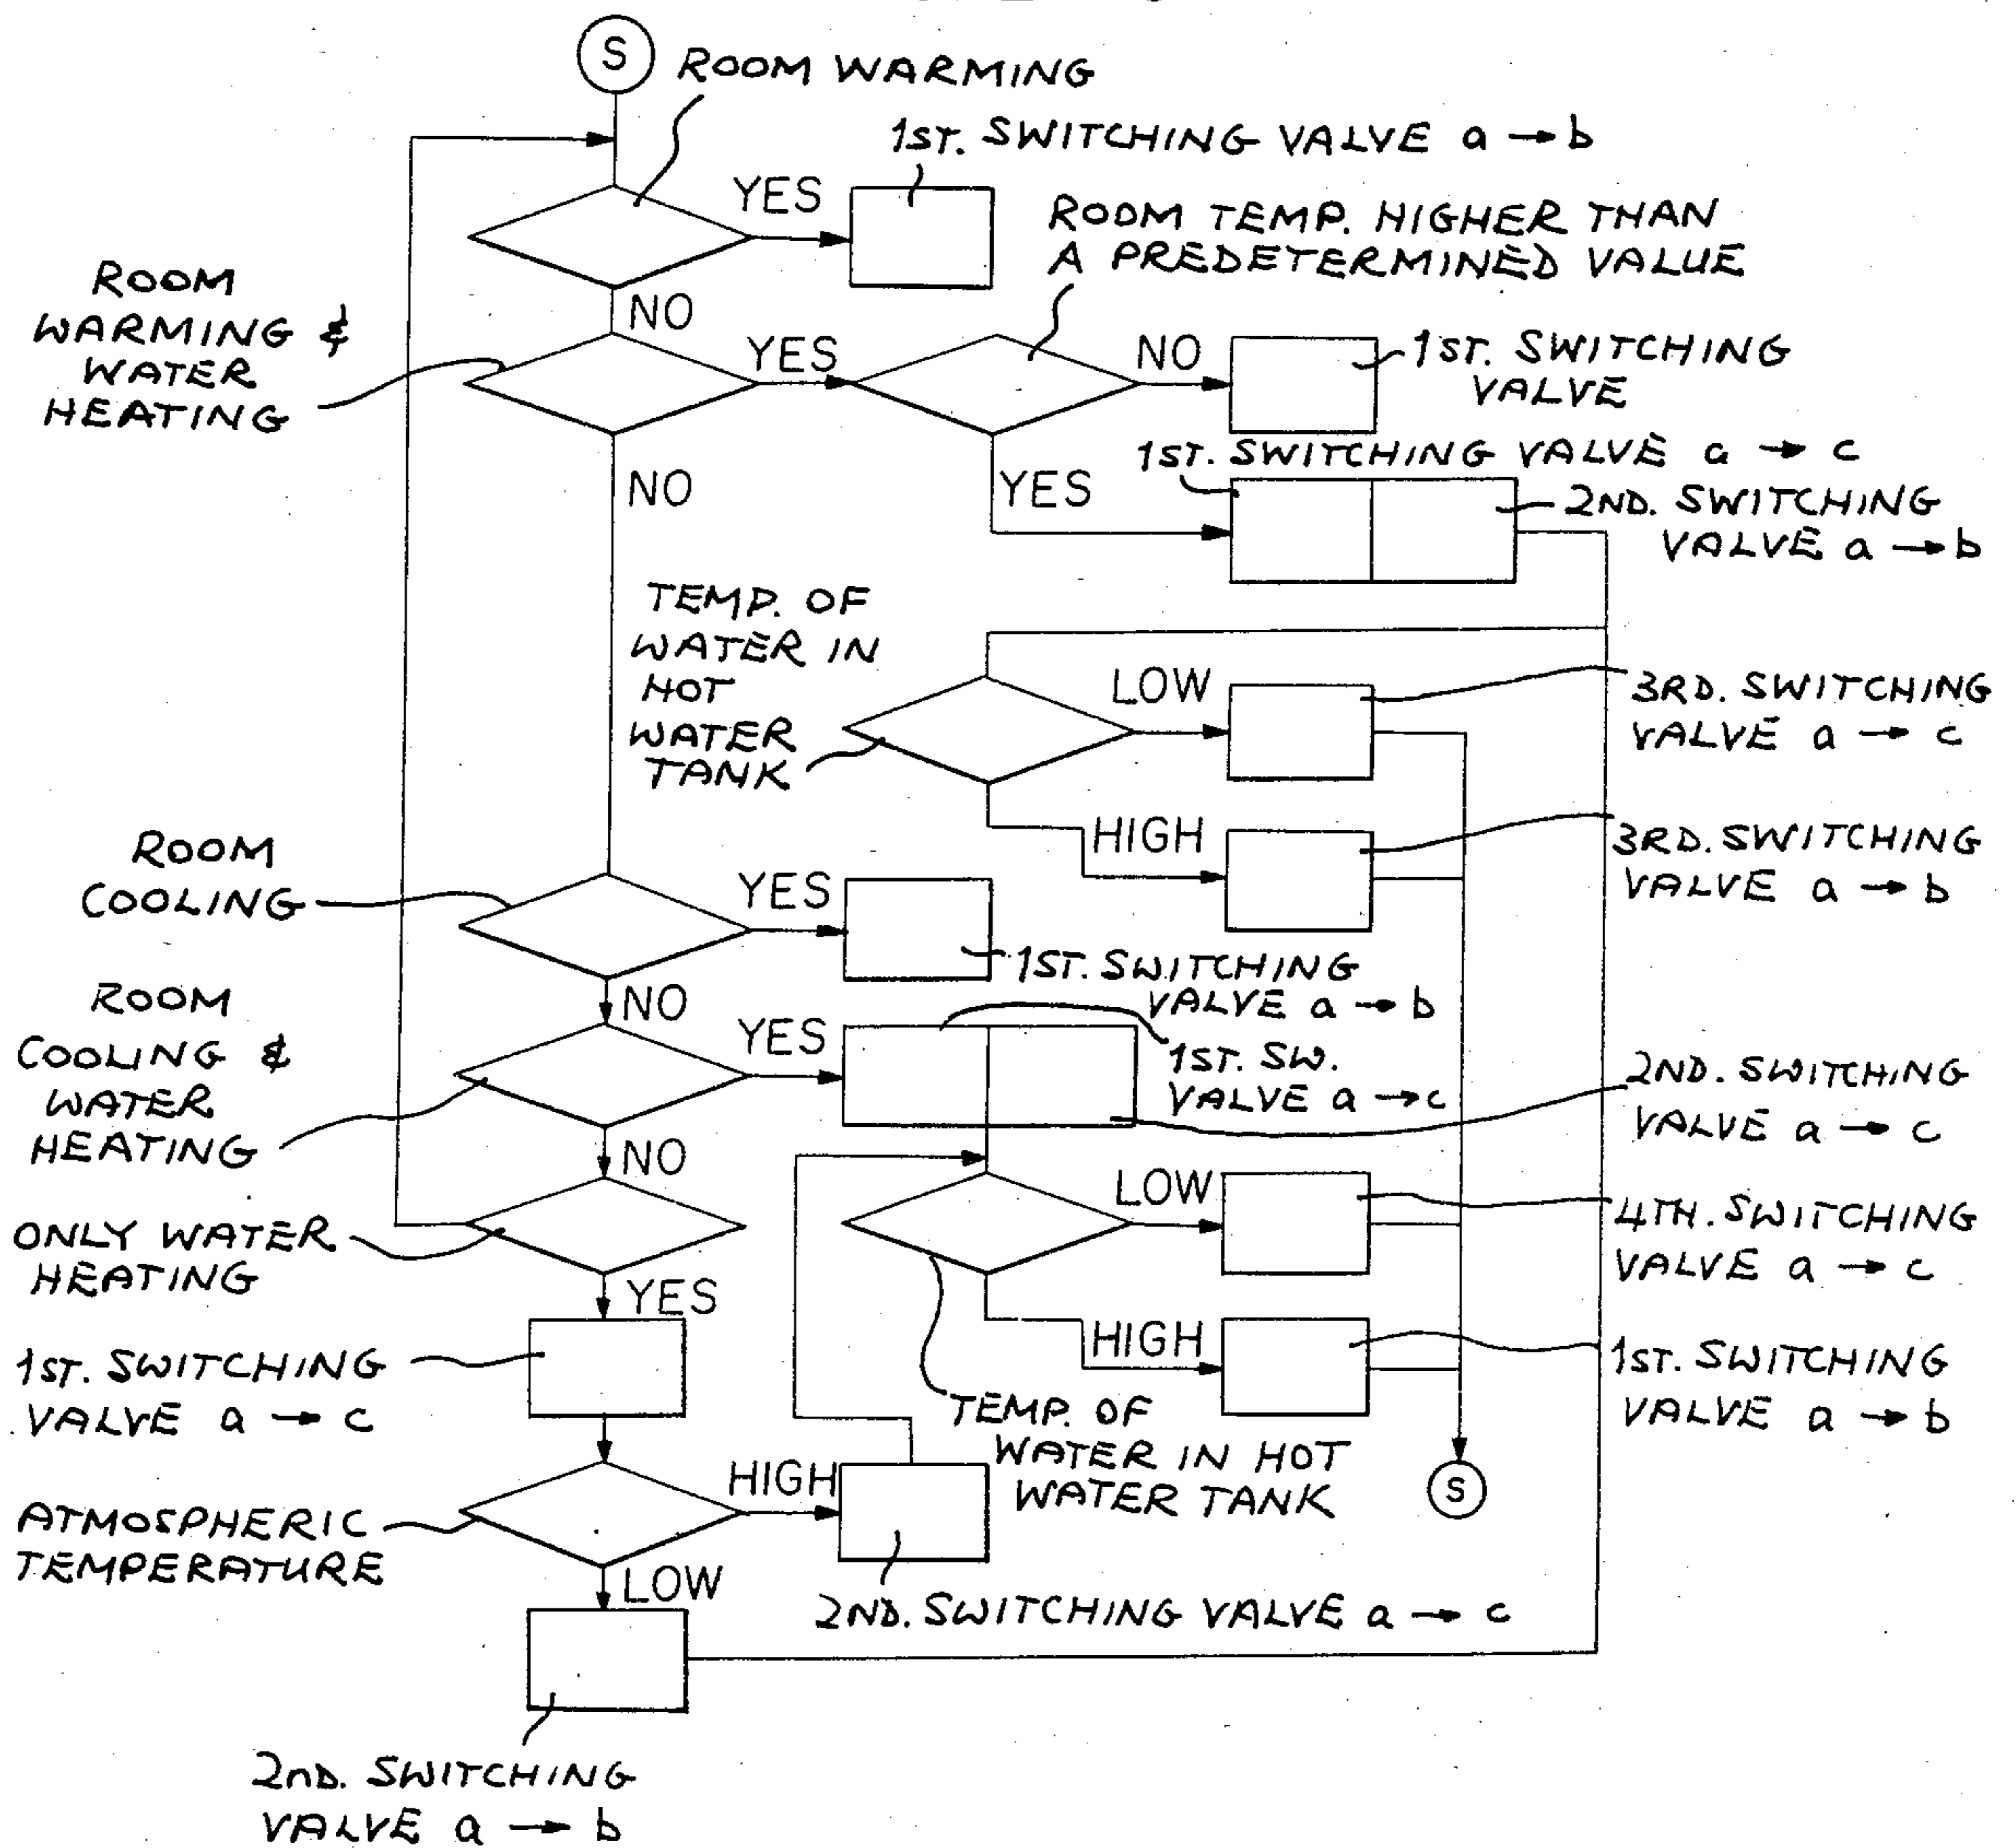 S
ROOM WARMING
1ST. SWITCHING VALVE a → b
YES
ROOM TEMP. HIGHER THAN
A PREDETERMINED VALUE
NO
ROOM
WARMING &
WATER
HEATING
YES
NO
1ST. SWITCHING
VALVE
NO
YES
1ST. SWITCHING VALVE a → c
2ND. SWITCHING
VALVE a → b
TEMP. OF
WATER IN
HOT
WATER
TANK
LOW
3RD. SWITCHING
VALVE a → c
HIGH
3RD. SWITCHING
VALVE a → b
ROOM
COOLING
YES
1ST. SWITCHING
VALVE a → b
NO
ROOM
COOLING &
WATER
HEATING
YES
1ST. SW.
VALVE a → c
2ND. SWITCHING
VALVE a → c
NO
LOW
4TH. SWITCHING
VALVE a → c
ONLY WATER
HEATING
YES
HIGH
1ST. SWITCHING
VALVE a → b
1ST. SWITCHING
VALVE a → c
TEMP. OF
WATER IN HOT
WATER TANK
S
HIGH
ATMOSPHERIC
TEMPERATURE
LOW
2ND. SWITCHING VALVE a → c
2nD. SWITCHING
VALVE a → b